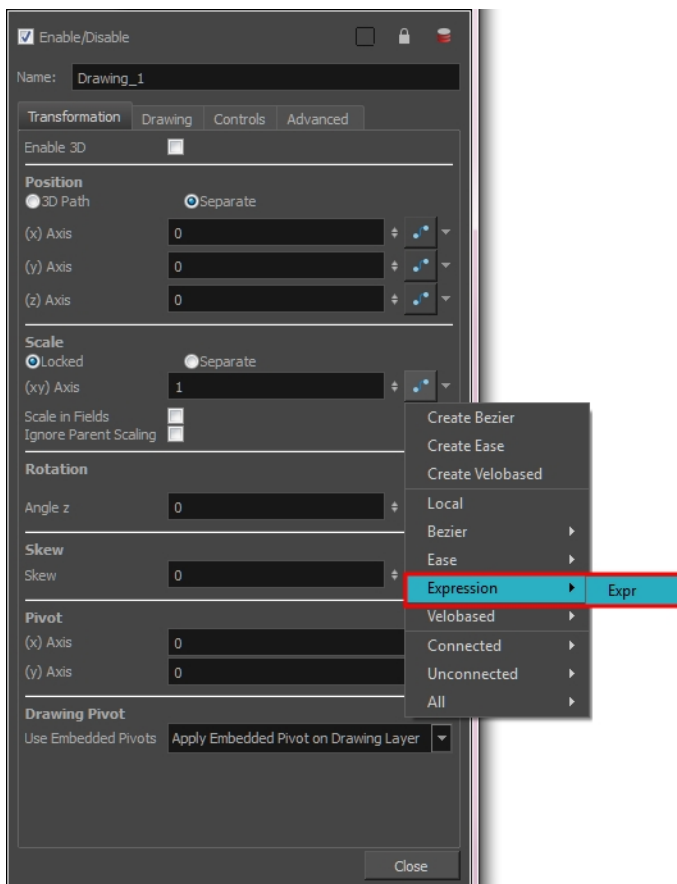 Enable/Disable
Name: Drawing_1
Transformation Drawing Controls Advanced
Enable 3D
Position
3D Path Separate
(x) Axis 0
(y) Axis 0
(z) Axis 0
Scale
Locked Separate
(xy) Axis 1
Scale in Fields
Ignore Parent Scaling
Rotation
Angle z 0
Skew
Skew 0
Pivot
(x) Axis 0
(y) Axis 0
Drawing Pivot
Use Embedded Pivots Apply Embedded Pivot on Drawing Layer
Close
Create Bezier
Create Ease
Create Velobased
Local
Bezier
Ease
Expression Expr
Velobased
Connected
Unconnected
All